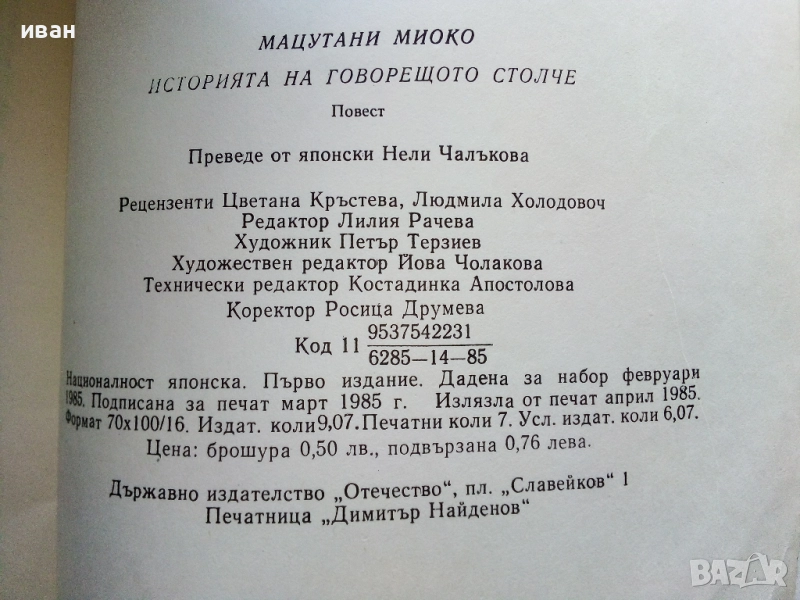 иван
МАЦУТАНИ МИОКО
ИСТОРИЯТА НА ГОВОРЕЩОТО СТОЛЧЕ
Повест
Преведе от японски Нели Чалъкова
Рецензенти Цветана Кръстева, Людмила Холодовоч
Редактор Лилия Рачева
Художник Петър Терзиев
Художествен редактор Йова Чолакова
Технически редактор Костадинка Апостолова
Коректор Росица Друмева
Код 11 9537542231
6285—14—85
Националност японска. Първо издание. Дадена за набор февруари
1985. Подписана за печат март 1985 г. Излязла от печат април 1985.
Формат 70x100/16. Издат. коли 9,07. Печатни коли 7. Усл. издат. коли 6,07.
Цена: брошура 0,50 лв., подвързана 0,76 лева.
Държавно издателство „Отечество“, пл. „Славейков“ 1
Печатница „Димитър Найденов“
BAZAR